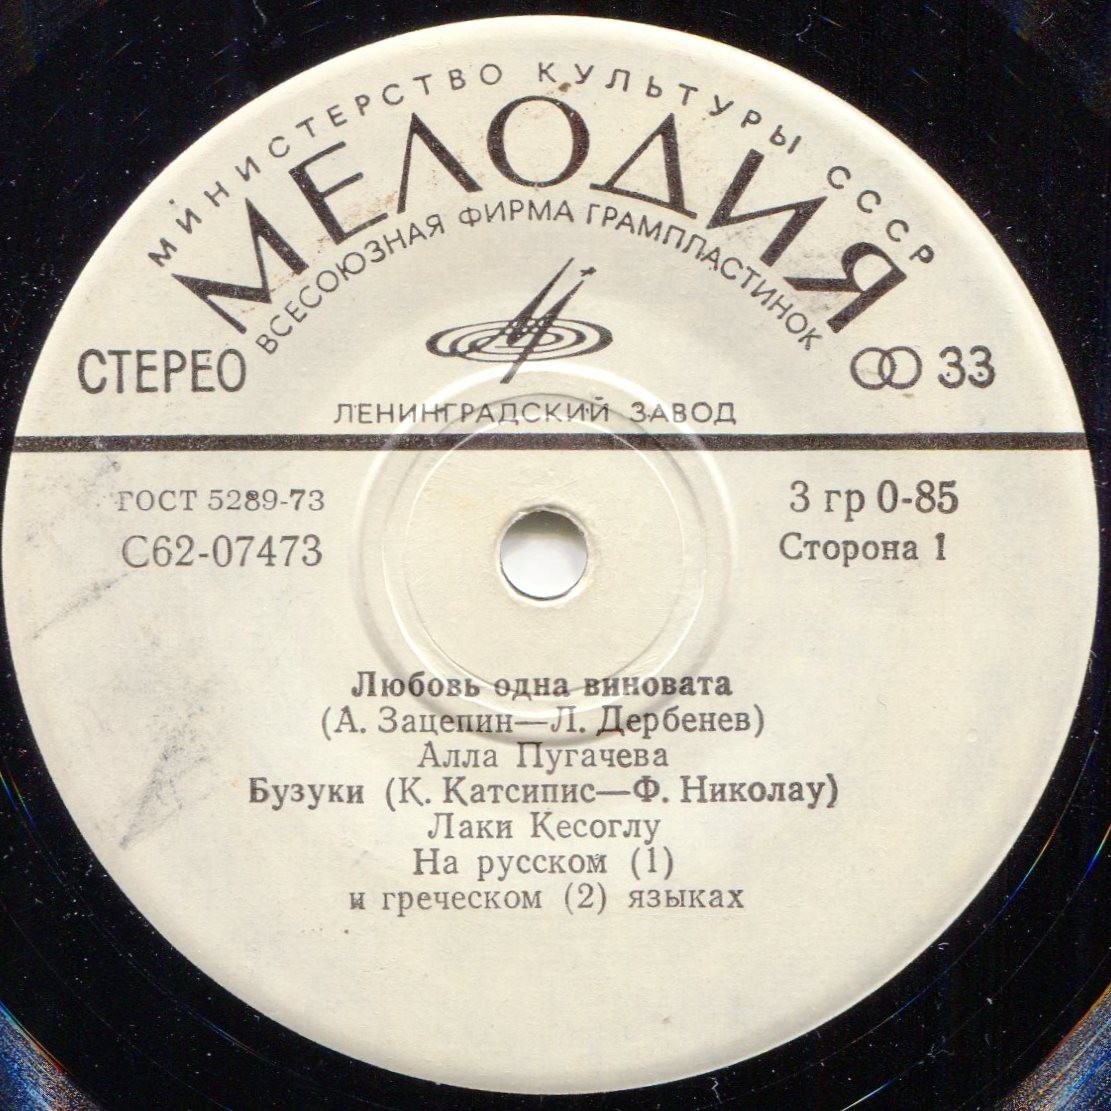 МИНИСТЕРСТВО КУЛЬТУРЫ СССР
МЕЛОДИЯ
ВСЕСОЮЗНАЯ ФИРМА ГРАМПЛАСТИНОК
СТЕРЕО
33
ЛЕНИНГРАДСКИЙ ЗАВОД
ГОСТ 5289-73
3 гр 0-85
С62-07473
Сторона 1
Любовь одна виновата
(А. Зацепин—Л. Дербенев)
Алла Пугачева
Бузуки (К. Катсипис—Ф. Николау)
Лаки Кесоглу
На русском (1)
и греческом (2) языках